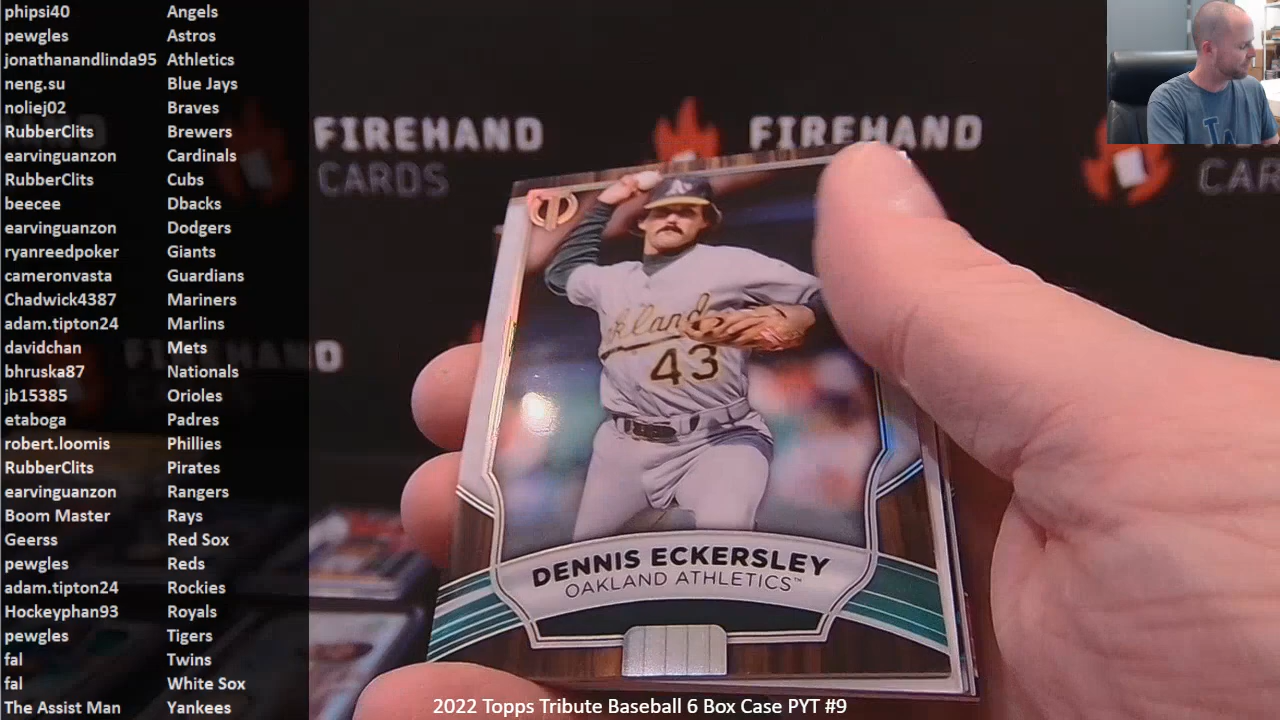 phipsi40 Angels
pewgles Astros
jonathanandlinda95 Athletics
neng.su Blue Jays
noliej02 Braves
RubberClits Brewers
earvinguanzon Cardinals
RubberClits Cubs
beecee Dbacks
earvinguanzon Dodgers
ryanreedpoker Giants
cameronvasta Guardians
Chadwick4387 Mariners
adam.tipton24 Marlins
davidchan Mets
bhruska87 Nationals
jb15385 Orioles
etaboga Padres
robert.loomis Phillies
RubberClits Pirates
earvinguanzon Rangers
Boom Master Rays
Geerss Red Sox
pewgles Reds
adam.tipton24 Rockies
Hockeyphan93 Royals
pewgles Tigers
fal Twins
fal White Sox
The Assist Man Yankees
FIREHAND
CARDS
FIREHAND
CAR
FIREHAND
T
A
43
DENNIS ECKERSLEY
OAKLAND ATHLETICS™
2022 Topps Tribute Baseball 6 Box Case PYT #9